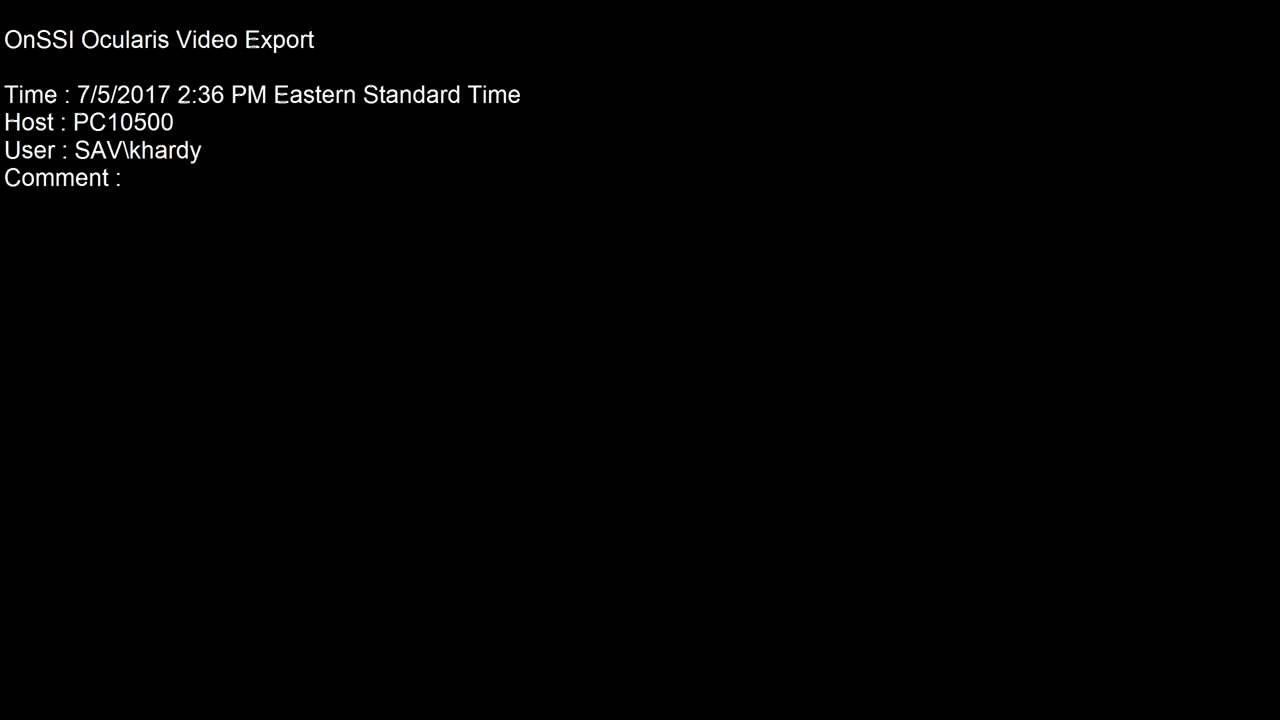 OnSSI Ocularis Video Export
Time : 7/5/2017 2:36 PM Eastern Standard Time
Host : PC10500
User : SAV\khardy
Comment :